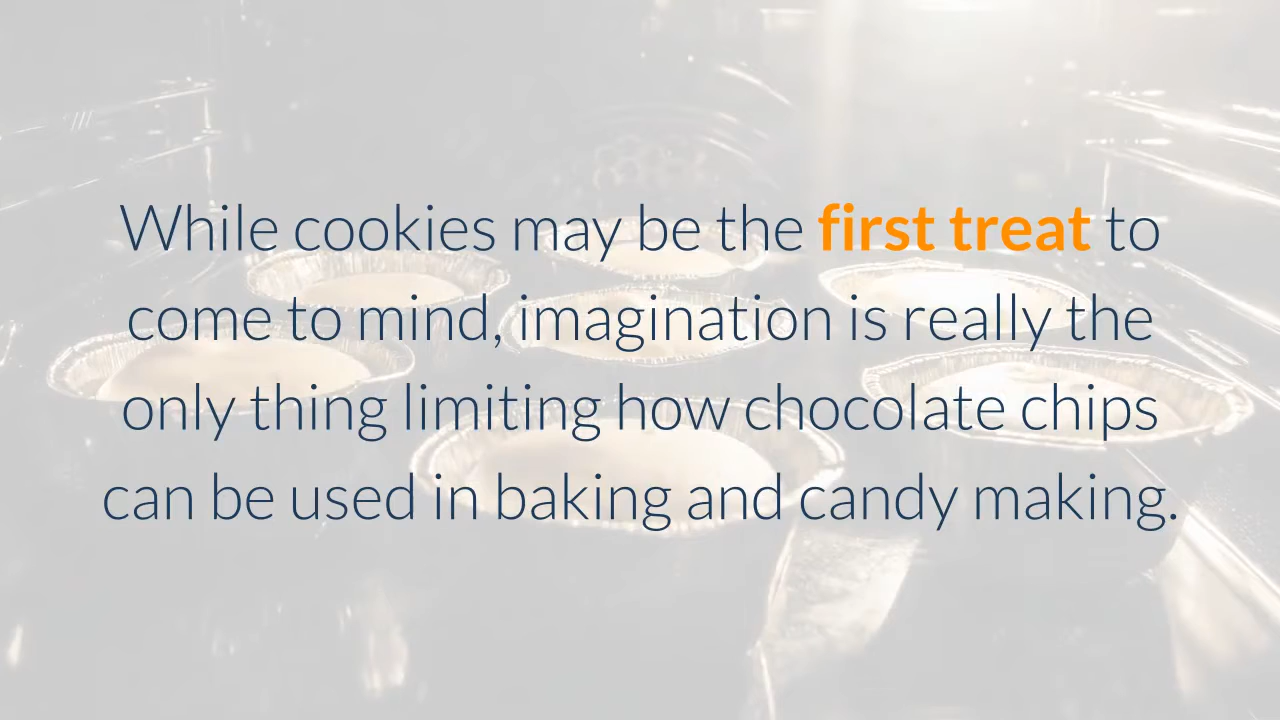 While cookies may be the first treat to
come to mind, imagination is really the
only thing limiting how chocolate chips
can be used in baking and candy making.